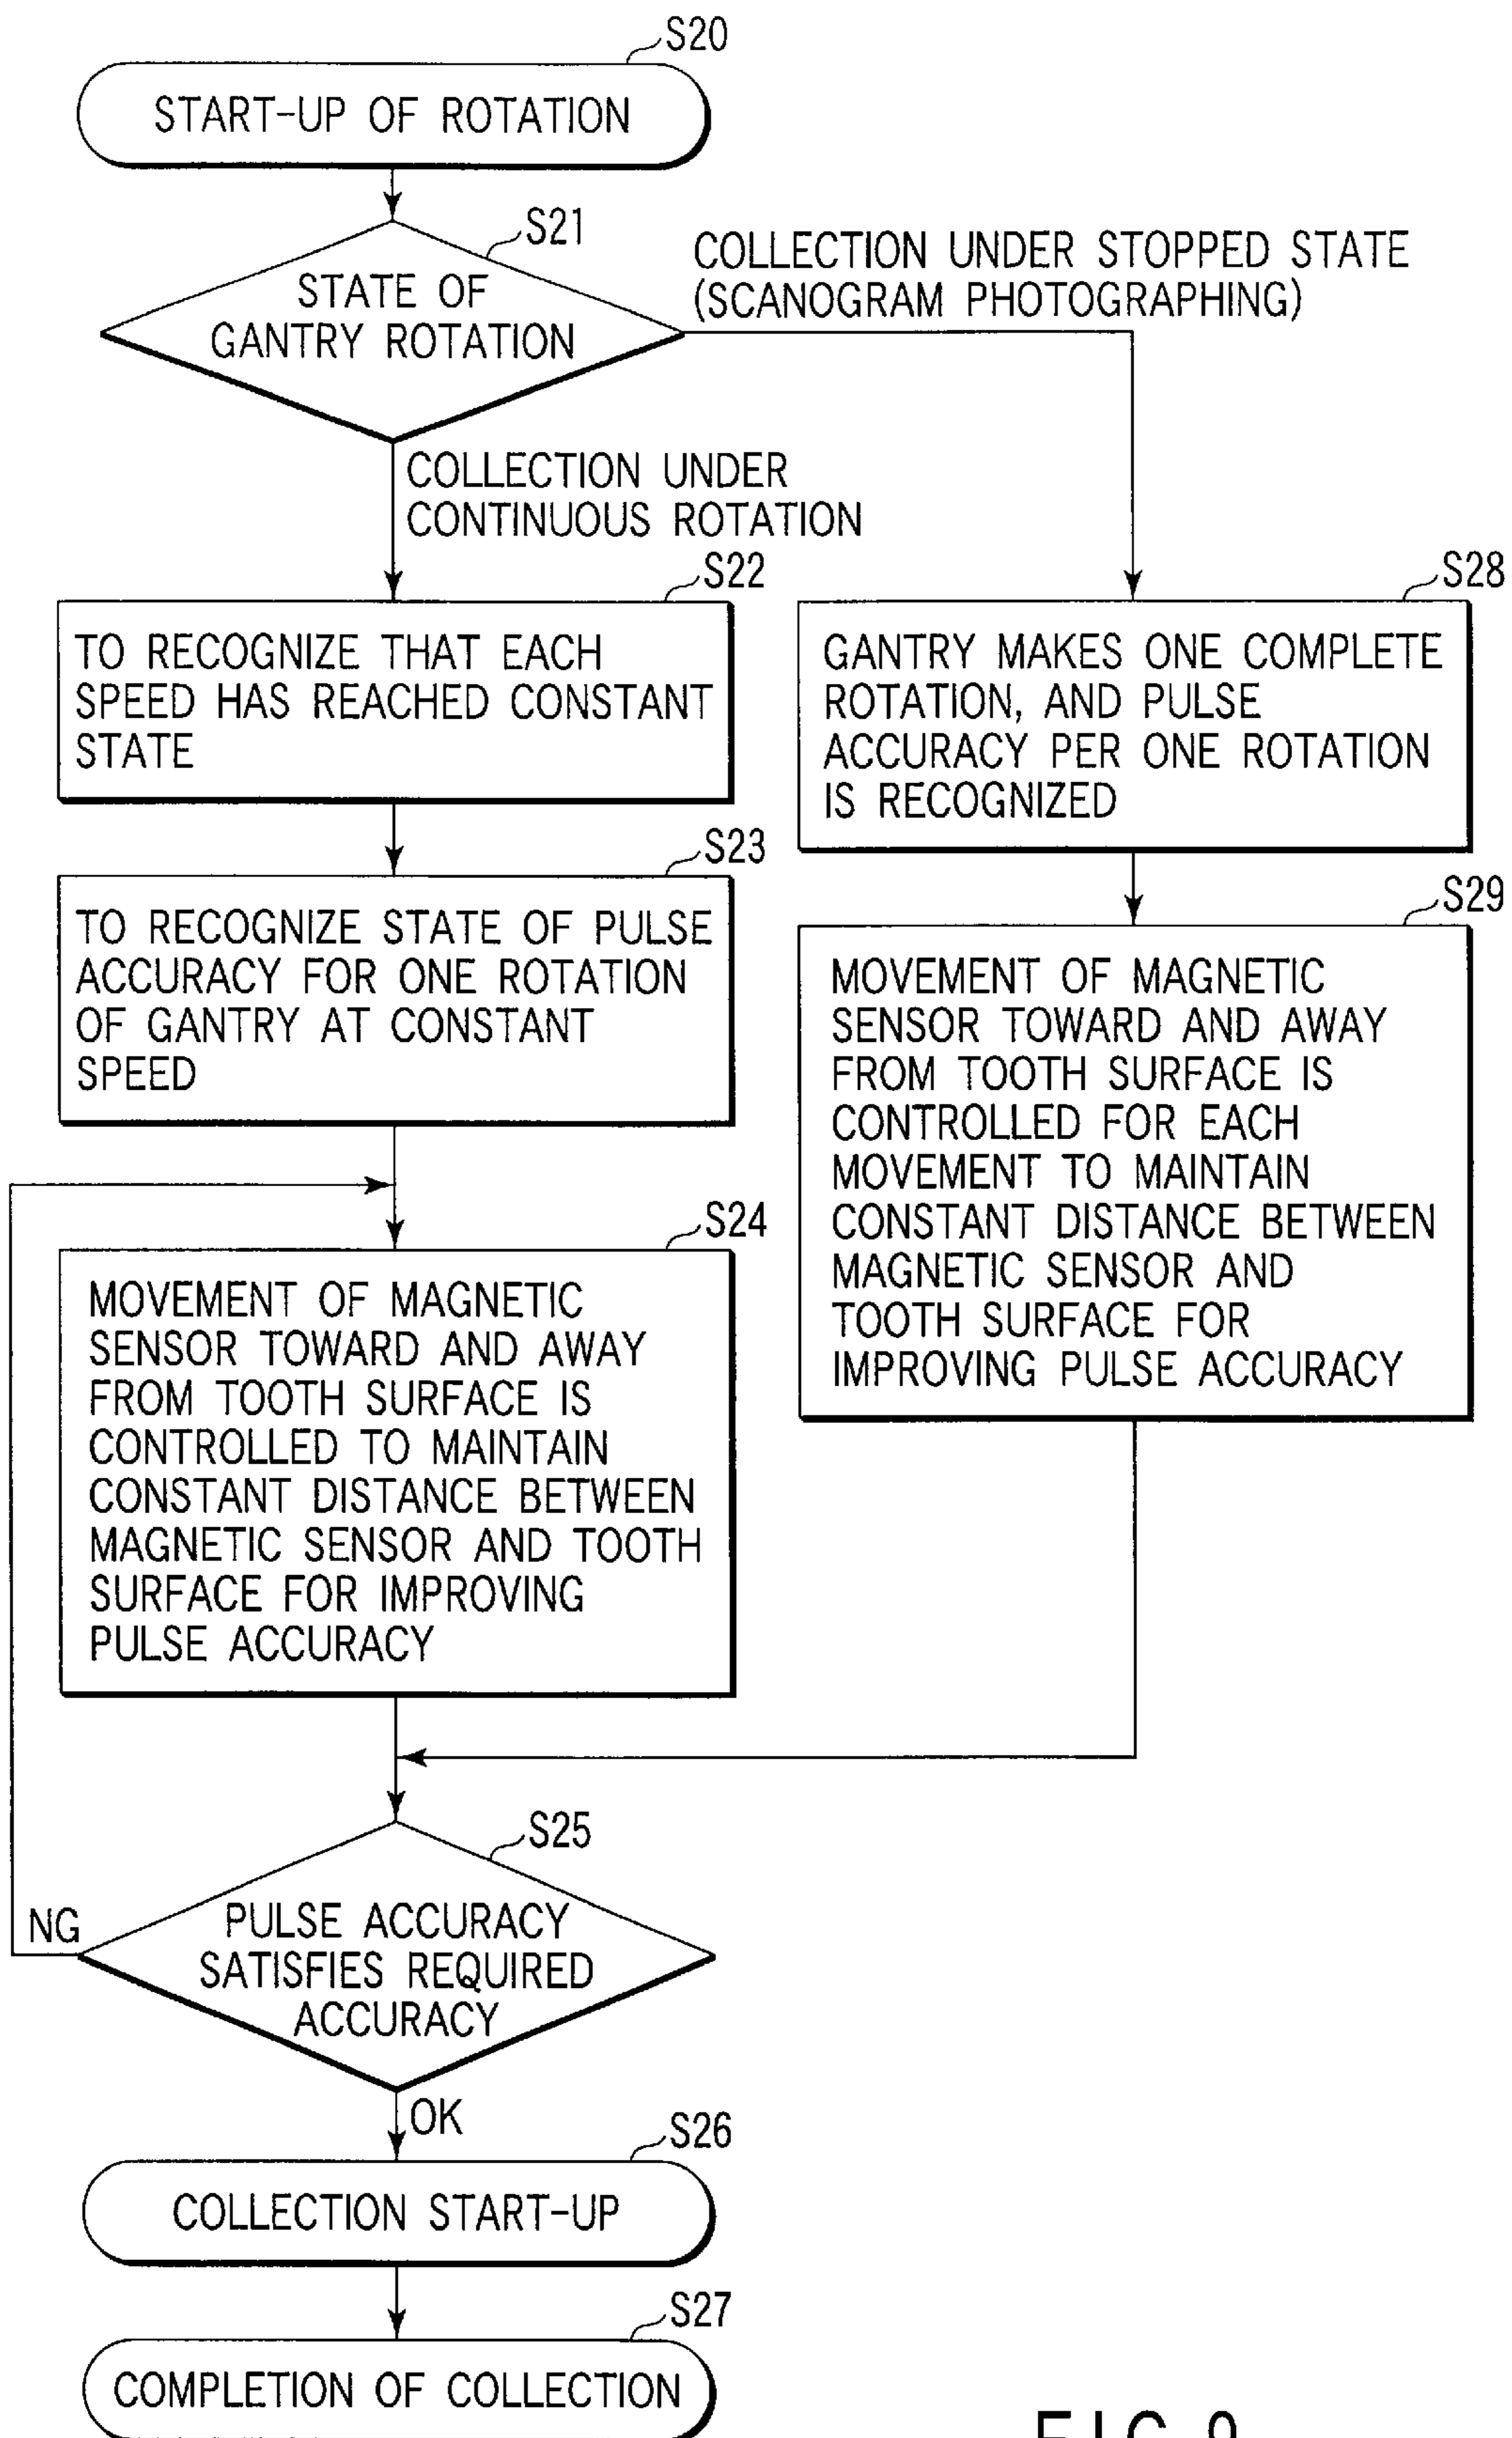 S20
START-UP OF ROTATION
S21
STATE OF
GANTRY ROTATION
COLLECTION UNDER STOPPED STATE
(SCANOGRAM PHOTOGRAPHING)
COLLECTION UNDER
CONTINUOUS ROTATION
S22
TO RECOGNIZE THAT EACH
SPEED HAS REACHED CONSTANT
STATE
S28
GANTRY MAKES ONE COMPLETE
ROTATION, AND PULSE
ACCURACY PER ONE ROTATION
IS RECOGNIZED
S23
TO RECOGNIZE STATE OF PULSE
ACCURACY FOR ONE ROTATION
OF GANTRY AT CONSTANT
SPEED
S29
MOVEMENT OF MAGNETIC
SENSOR TOWARD AND AWAY
FROM TOOTH SURFACE IS
CONTROLLED FOR EACH
MOVEMENT TO MAINTAIN
CONSTANT DISTANCE BETWEEN
MAGNETIC SENSOR AND
TOOTH SURFACE FOR
IMPROVING PULSE ACCURACY
S24
MOVEMENT OF MAGNETIC
SENSOR TOWARD AND AWAY
FROM TOOTH SURFACE IS
CONTROLLED TO MAINTAIN
CONSTANT DISTANCE BETWEEN
MAGNETIC SENSOR AND TOOTH
SURFACE FOR IMPROVING
PULSE ACCURACY
S25
NG
PULSE ACCURACY
SATISFIES REQUIRED
ACCURACY
OK
S26
COLLECTION START-UP
S27
COMPLETION OF COLLECTION
FIG.